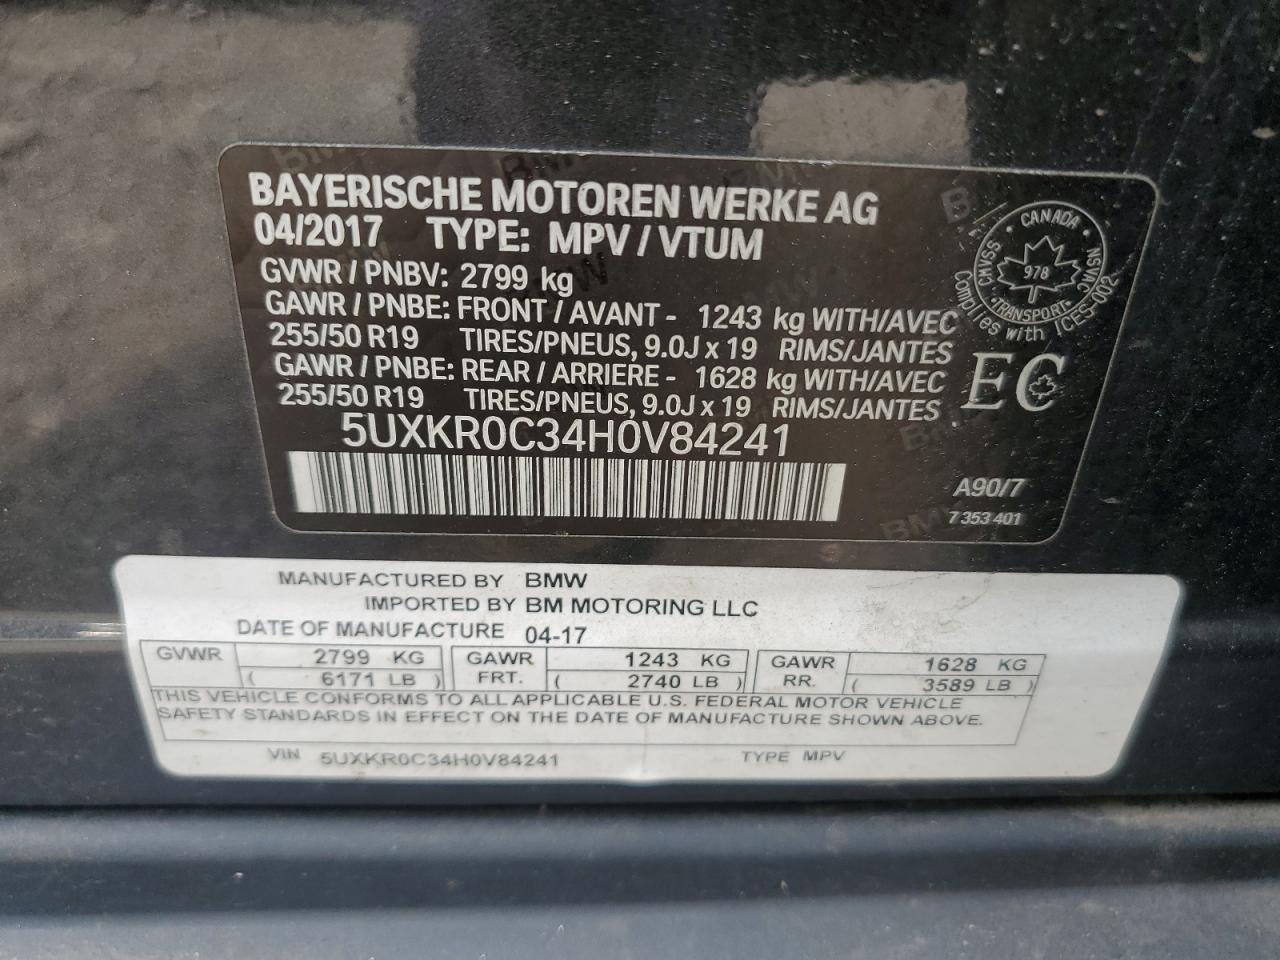 BAYERISCHE MOTOREN WERKE AG
04/2017 TYPE: MPV / VTUM
GVWR / PNBV: 2799 kg
GAWR / PNBE: FRONT / AVANT - 1243 kg WITH/AVEC
255/50 R19 TIRES/PNEUS, 9.0J x 19 RIMS/JANTES
GAWR / PNBE: REAR / ARRIERE - 1628 kg WITH/AVEC
255/50 R19 TIRES/PNEUS, 9.0J x 19 RIMS/JANTES
5UXKR0C34H0V84241
CANADA
CMVSS NSVAC
978
TRANSPORT
Complies with ICES-002
EC
A90/7
7 353 401
MANUFACTURED BY BMW
IMPORTED BY BM MOTORING LLC
DATE OF MANUFACTURE 04-17
GVWR 2799 KG GAWR 1243 KG GAWR 1628 KG
( 6171 LB ) FRT. ( 2740 LB ) RR. ( 3589 LB )
THIS VEHICLE CONFORMS TO ALL APPLICABLE U.S. FEDERAL MOTOR VEHICLE
SAFETY STANDARDS IN EFFECT ON THE DATE OF MANUFACTURE SHOWN ABOVE.
VIN 5UXKR0C34H0V84241 TYPE MPV